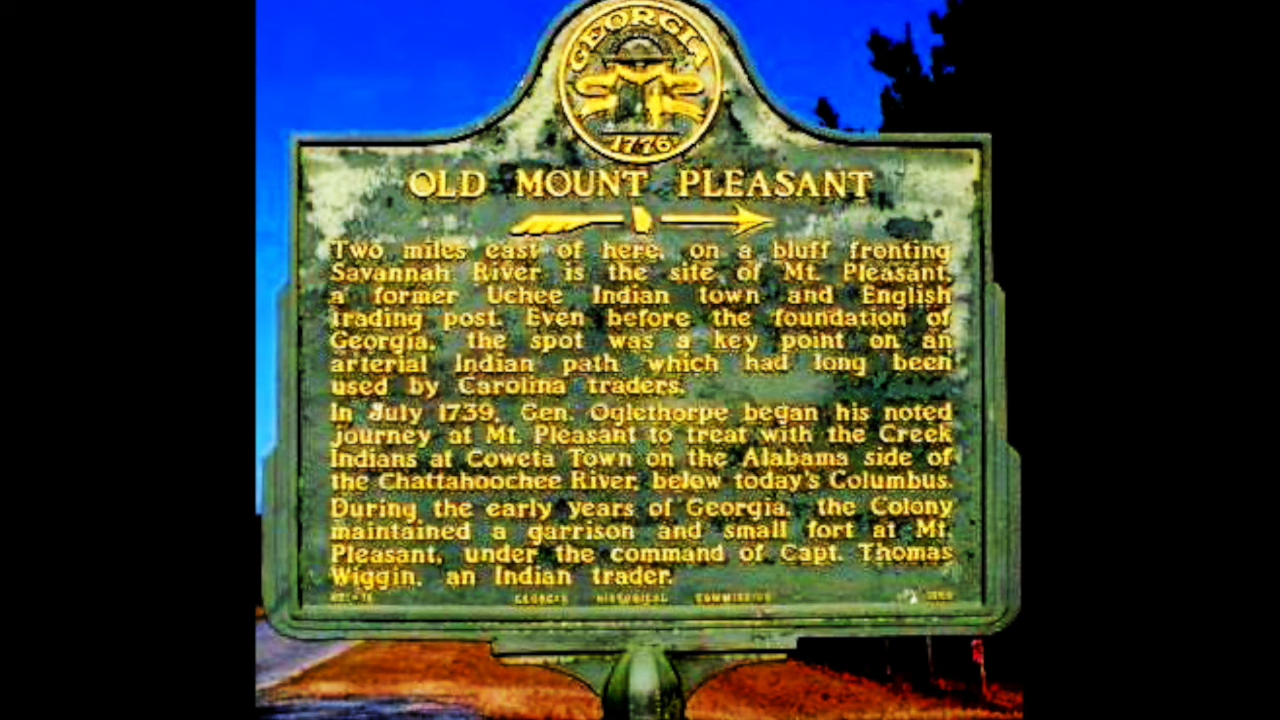 GEORGIA
1776
OLD MOUNT PLEASANT
Two miles east of here, on a bluff fronting
Savannah River is the site of Mt. Pleasant,
a former Uchee Indian town and English
trading post. Even before the foundation of
Georgia, the spot was a key point on an
arterial Indian path which had long been
used by Carolina traders.
In July 1739, Gen. Oglethorpe began his noted
journey at Mt. Pleasant to treat with the Creek
Indians at Coweta Town on the Alabama side of
the Chattahoochee River, below today's Columbus.
During the early years of Georgia, the Colony
maintained a garrison and small fort at Mt.
Pleasant, under the command of Capt. Thomas
Wiggin, an Indian trader.
GEORGIA HISTORICAL COMMISSION